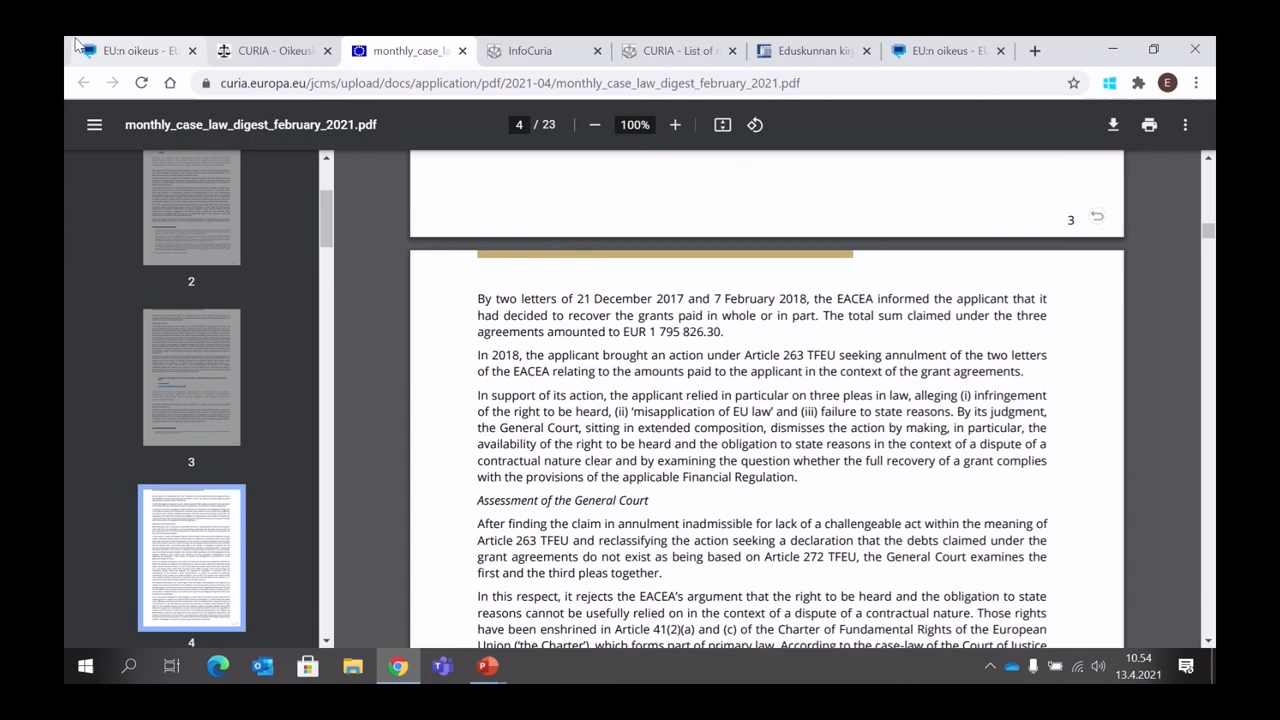 EU:n oikeus - EU
CURIA - Oikeusk
monthly_case_la
InfoCuria
CURIA - List of r
Eduskunnan kirj
EU:n oikeus - EU
curia.europa.eu/jcms/upload/docs/application/pdf/2021-04/monthly_case_law_digest_february_2021.pdf
E
monthly_case_law_digest_february_2021.pdf
4 / 23
100%
2
3
4
3
By two letters of 21 December 2017 and 7 February 2018, the EACEA informed the applicant that it
had decided to recover the grants paid in whole or in part. The total sum claimed under the three
agreements amounted to EUR 1 795 826.30.
In 2018, the applicant brought an action under Article 263 TFEU seeking annulment of the two letters
of the EACEA relating to the amounts paid to the applicant in the context of the grant agreements.
In support of its action, the applicant relied in particular on three pleas in law, alleging (i) infringement
of the right to be heard, (ii) 'misapplication of EU law' and (iii) failure to state reasons. By its judgment,
the General Court, sitting in extended composition, dismisses the action by making, in particular, the
availability of the right to be heard and the obligation to state reasons in the context of a dispute of a
contractual nature clear and by examining the question whether the full recovery of a grant complies
with the provisions of the applicable Financial Regulation.
Assessment of the General Court
After finding the claim in annulment inadmissible for lack of a challengeable act within the meaning of
Article 263 TFEU and reclassifying the action seeking a declaration that the debts claimed under the
grant agreements do not exist as being based on Article 272 TFEU, the General Court examines the
first and the third pleas together.
In this respect, it rejects the EACEA's argument that the right to be heard and the obligation to state
reasons cannot be usefully relied on in the context of a dispute of a contractual nature. Those rights
have been enshrined in Article 41(2)(a) and (c) of the Charter of Fundamental Rights of the European
Union ('the Charter'), which forms part of primary law. According to the case-law of the Court of Justice
10.54
13.4.2021